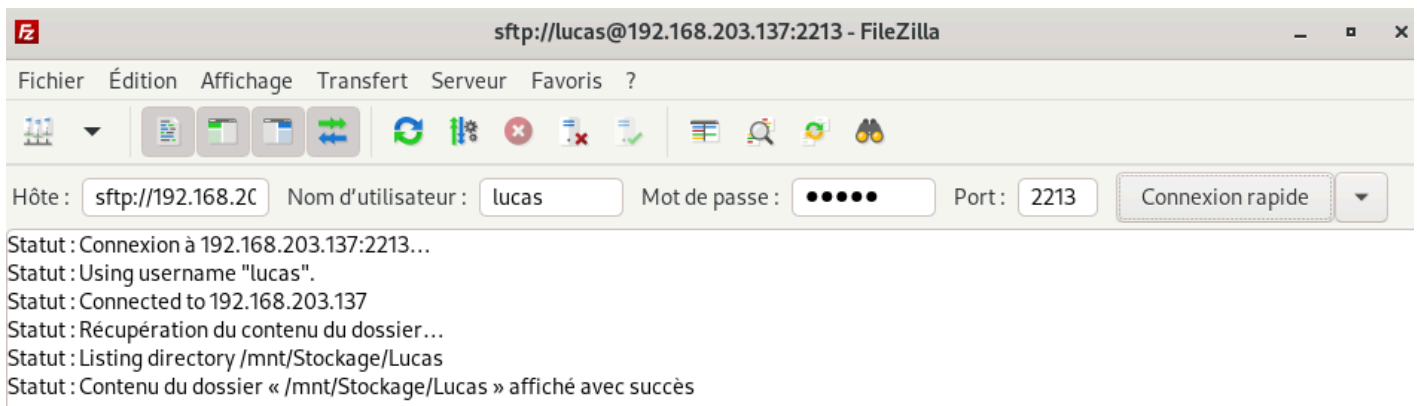 Fz
sftp://lucas@192.168.203.137:2213 - FileZilla
Fichier Édition Affichage Transfert Serveur Favoris ?
Hôte : sftp://192.168.20 Nom d'utilisateur : lucas Mot de passe : ●●●●● Port : 2213 Connexion rapide
Statut : Connexion à 192.168.203.137:2213...
Statut : Using username "lucas".
Statut : Connected to 192.168.203.137
Statut : Récupération du contenu du dossier...
Statut : Listing directory /mnt/Stockage/Lucas
Statut : Contenu du dossier « /mnt/Stockage/Lucas » affiché avec succès